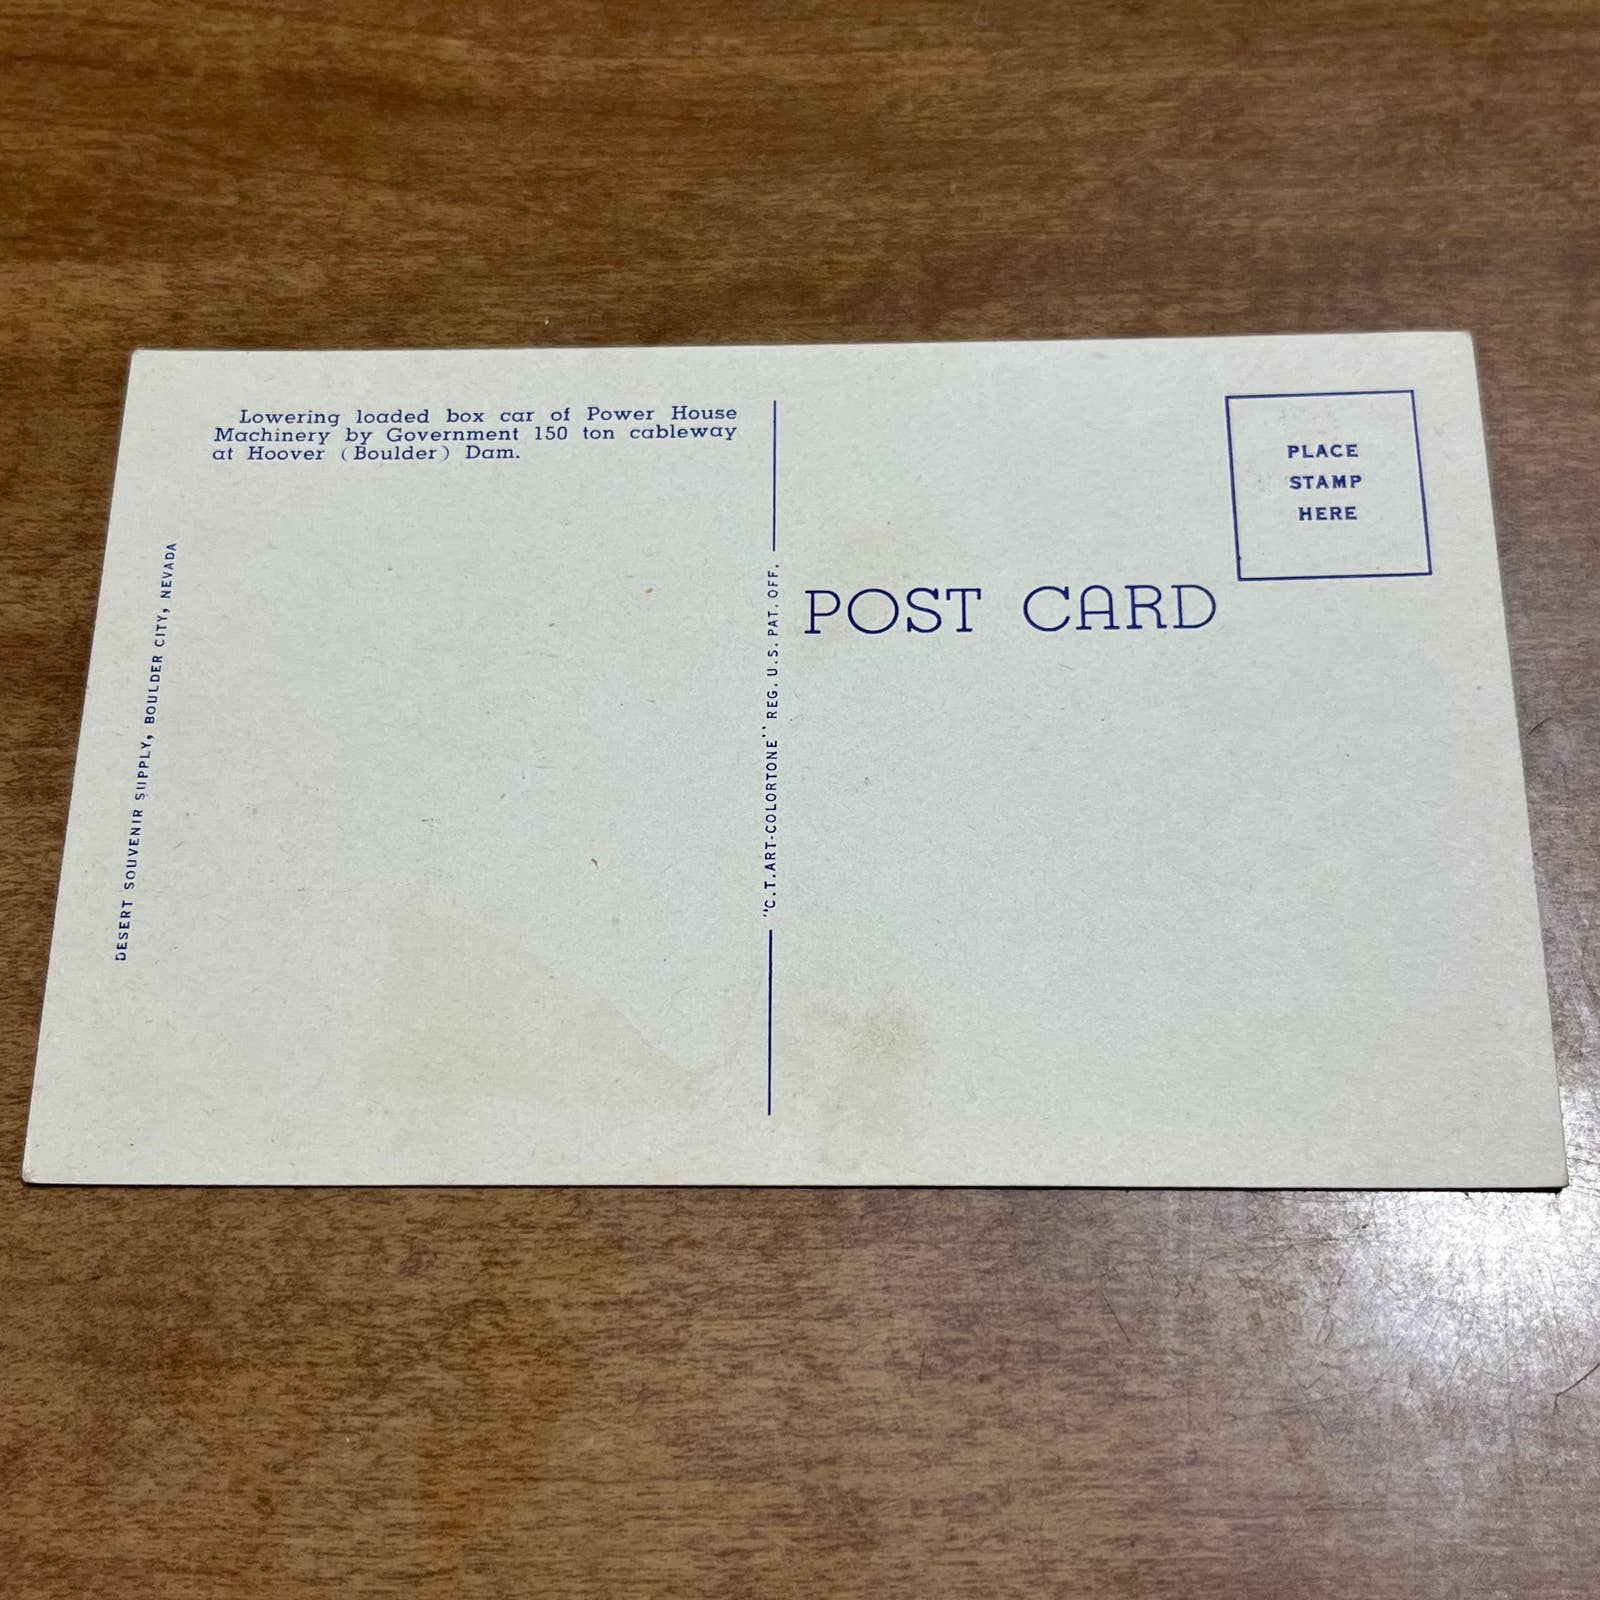 Lowering loaded box car of Power House
Machinery by Government 150 ton cableway
at Hoover (Boulder) Dam.
DESERT SOUVENIR SUPPLY, BOULDER CITY, NEVADA
"C.T.ART-COLORTONE" REG. U.S. PAT. OFF.
POST CARD
PLACE
STAMP
HERE